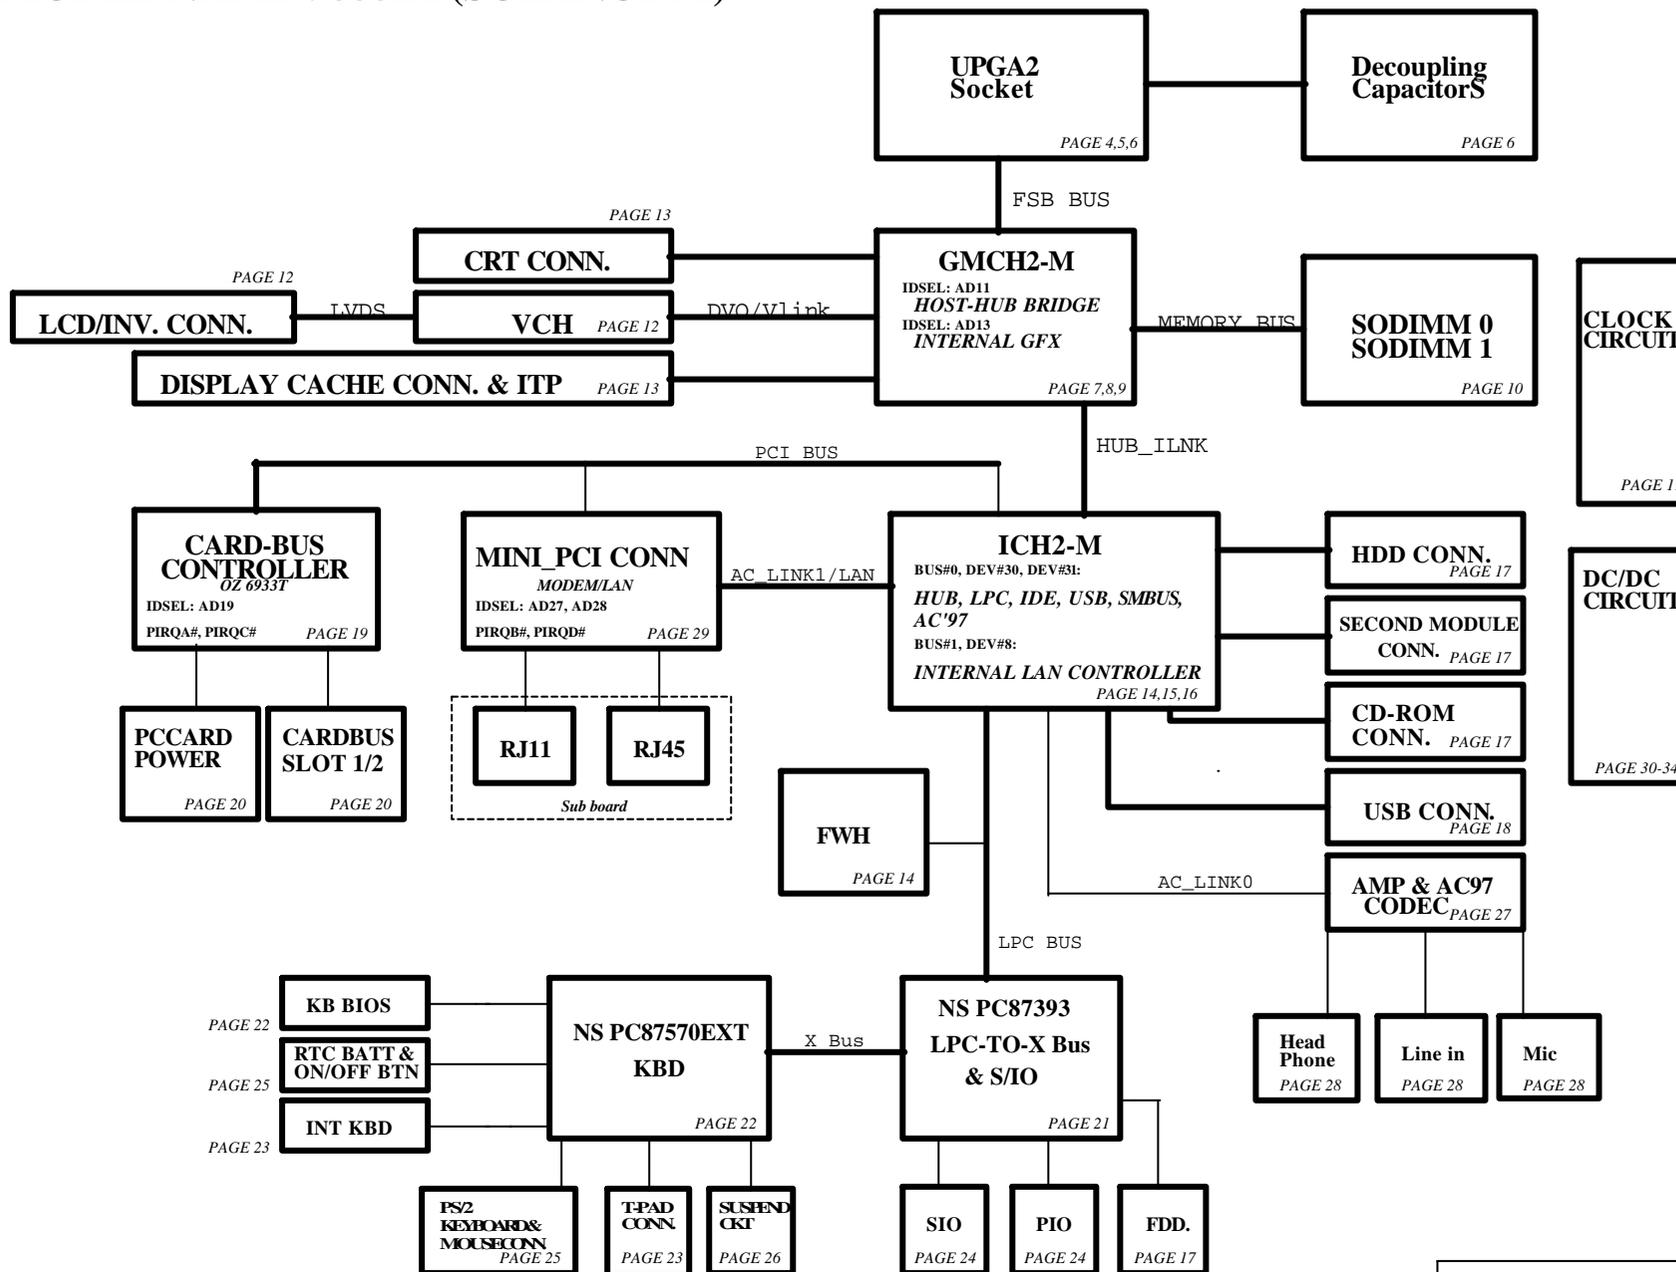 UPGA2
Socket
PAGE 4,5,6
Decoupling
CapacitorS
PAGE 6
FSB BUS
PAGE 13
CRT CONN.
PAGE 12
LCD/INV. CONN.
LVDS
VCH PAGE 12
DVO/Vlink
DISPLAY CACHE CONN. & ITP PAGE 13
GMCH2-M
IDSEL: AD11
HOST-HUB BRIDGE
IDSEL: AD13
INTERNAL GFX
PAGE 7,8,9
MEMORY BUS
SODIMM 0
SODIMM 1
PAGE 10
CLOCK
CIRCUIT
PAGE 1
HUB_ILNK
PCI BUS
CARD-BUS
CONTROLLER
OZ 6933T
IDSEL: AD19
PIRQA#, PIRQC# PAGE 19
MINI_PCI CONN
MODEM/LAN
IDSEL: AD27, AD28
PIRQB#, PIRQD# PAGE 29
AC_LINK1/LAN
ICH2-M
BUS#0, DEV#30, DEV#31:
HUB, LPC, IDE, USB, SMBUS,
AC'97
BUS#1, DEV#8:
INTERNAL LAN CONTROLLER
PAGE 14,15,16
HDD CONN.
PAGE 17
SECOND MODULE
CONN. PAGE 17
CD-ROM
CONN. PAGE 17
USB CONN.
PAGE 18
DC/DC
CIRCUIT
PAGE 30-34
PCCARD
POWER
PAGE 20
CARDBUS
SLOT 1/2
PAGE 20
RJ11
RJ45
Sub board
FWH
PAGE 14
AC_LINK0
AMP & AC97
CODEC PAGE 27
LPC BUS
KB BIOS
PAGE 22
RTC BATT &
ON/OFF BTN
PAGE 25
INT KBD
PAGE 23
NS PC87570EXT
KBD
PAGE 22
X Bus
NS PC87393
LPC-TO-X Bus
& S/IO
PAGE 21
Head
Phone
PAGE 28
Line in
PAGE 28
Mic
PAGE 28
PS/2
KEYBOARD&
MOUSECONN.
PAGE 25
T-PAD
CONN.
PAGE 23
SUSPEND
CKT
PAGE 26
SIO
PAGE 24
PIO
PAGE 24
FDD.
PAGE 17